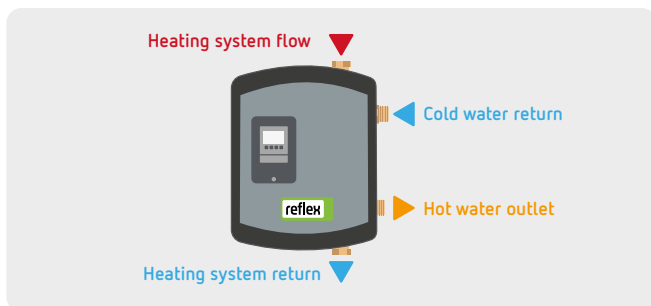 Heating system flow
Cold water return
reflex
Hot water outlet
Heating system return